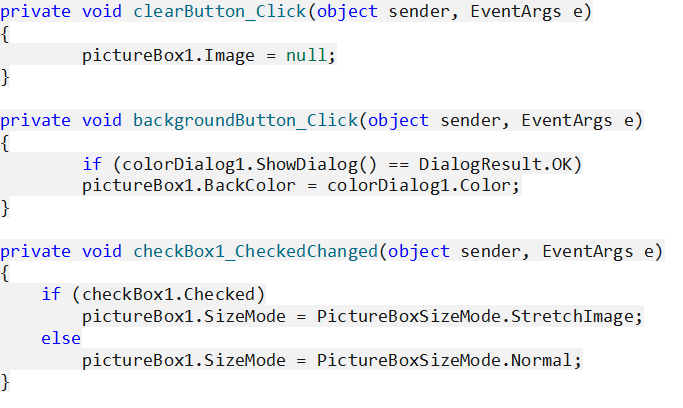 private void clearButton_Click(object sender, EventArgs e)
{
        pictureBox1.Image = null;
}

private void backgroundButton_Click(object sender, EventArgs e)
{
        if (colorDialog1.ShowDialog() == DialogResult.OK)
        pictureBox1.BackColor = colorDialog1.Color;
}

private void checkBox1_CheckedChanged(object sender, EventArgs e)
{
    if (checkBox1.Checked)
        pictureBox1.SizeMode = PictureBoxSizeMode.StretchImage;
    else
        pictureBox1.SizeMode = PictureBoxSizeMode.Normal;
}